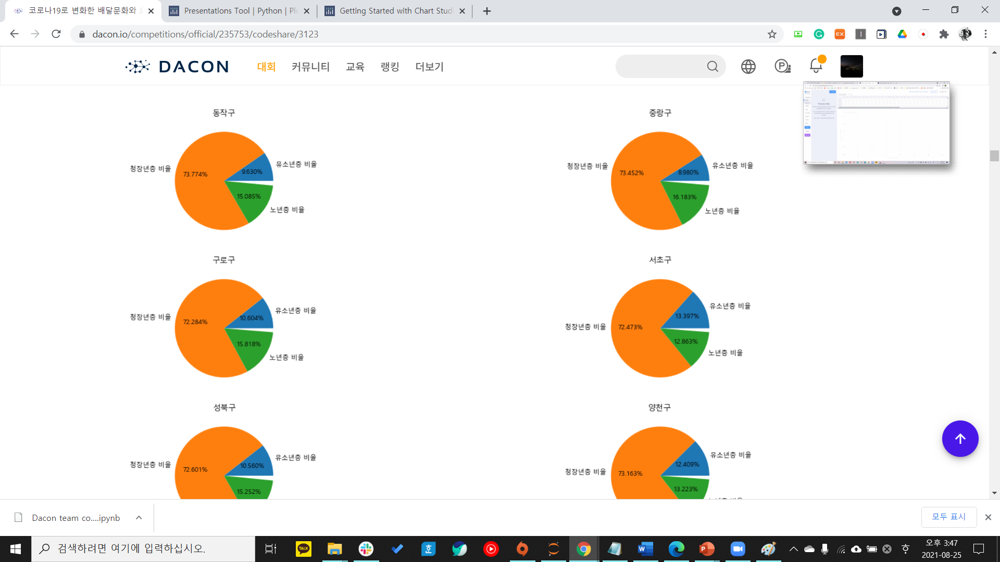 코로나19로 변화한 배달문화와
Presentations Tool | Python | Plo
Getting Started with Chart Stud
dacon.io/competitions/official/235753/codeshare/3123
DACON
대회
커뮤니티
교육
랭킹
더보기
동작구
청장년층 비율
73.774%
9.630%
유소년층 비율
15.085%
노년층 비율
중랑구
청장년층 비율
73.452%
8.980%
유소년층 비율
16.183%
노년층 비율
구로구
청장년층 비율
72.284%
10.604%
유소년층 비율
15.818%
노년층 비율
서초구
청장년층 비율
72.473%
13.397%
유소년층 비율
12.863%
노년층 비율
성북구
청장년층 비율
72.601%
10.560%
유소년층 비율
15.252%
양천구
청장년층 비율
73.163%
12.409%
유소년층 비율
13.223%
Dacon team co....ipynb
모두 표시
검색하려면 여기에 입력하십시오.
오후 3:47
2021-08-25